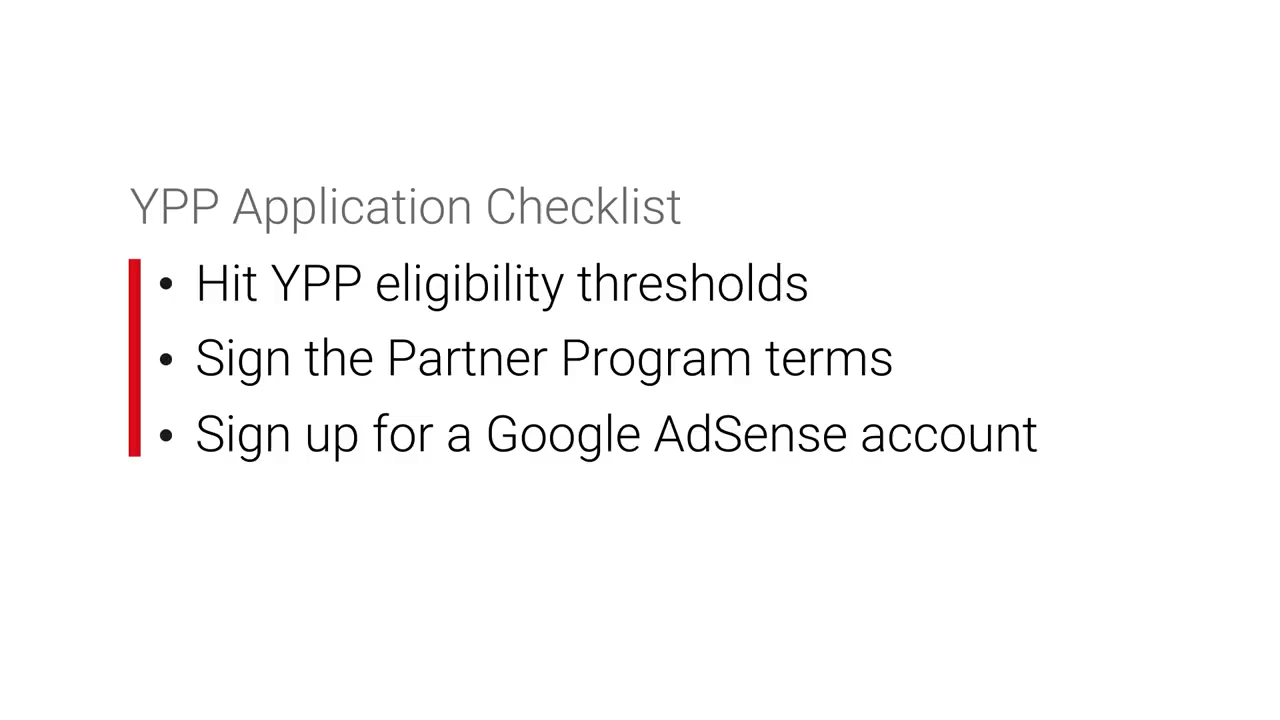 YPP Application Checklist
• Hit YPP eligibility thresholds
• Sign the Partner Program terms
• Sign up for a Google AdSense account